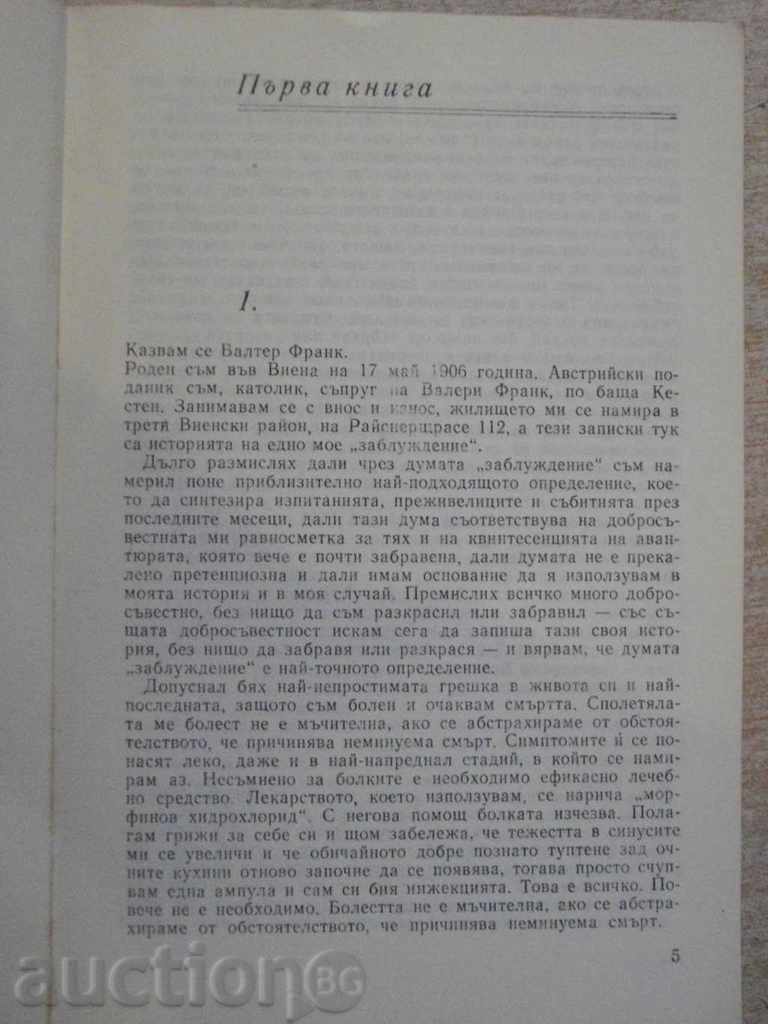 Първа книга
1.
Казвам се Валтер Франк.
Роден съм във Виена на 17 май 1906 година. Австрийски по-
даник съм, католик, съпруг на Валери Франк, по баща Ке-
стен. Занимавам се с внос и износ, жилището ми се намира в
трети Виенски район, на Райснерщрасе 112, а тези записки тук
са историята на едно мое „заблуждение“.
Дълго размислях дали чрез думата „заблуждение“ съм на-
мерил поне приблизително най-подходящото определение, кое-
то да синтезира изпитанията, преживелиците и събитията през
последните месеци, дали тази дума съответствува на добросъ-
вестната ми равносметка за тях и на квинтесенцията на аван-
тюрата, която вече е почти забравена, дали думата не е прека-
лено претенциозна и дали имам основание да я използувам в
моята история и в моя случай. Премислих всичко много добро-
съвестно, без нищо да съм разкрасил или забравил — със съ-
щата добросъвестност искам сега да запиша тази своя исто-
рия, без нищо да забравя или разкрася — и вярвам, че думата
„заблуждение“ е най-точното определение.
Допуснал бях най-непростимата грешка в живота си и най-
последната, защото съм болен и очаквам смъртта. Сполетяла-
та ме болест не е мъчителна, ако се абстрахираме от обстоя-
телството, че причинява неминуема смърт. Симптомите ѝ се по-
насят леко, даже и в най-напреднал стадий, в който се нами-
рам аз. Несъмнено за болките е необходимо ефикасно лечеб-
но средство. Лекарството, което използувам, се нарича „мор-
финов хидрохлорид“. С негова помощ болката изчезва. Пола-
гам грижи за себе си и щом забележа, че тежестта в синусите
ми се увеличи и че обичайното добре познато туптене зад оч-
ните кухини отново започне да се появява, тогава просто счуп-
вам една ампула и сам си бия инжекцията. Това е всичко. По-
вече не е необходимо. Болестта не е мъчителна, ако се абстра-
хираме от обстоятелството, че причинява неминуема смърт.
5
auction BG